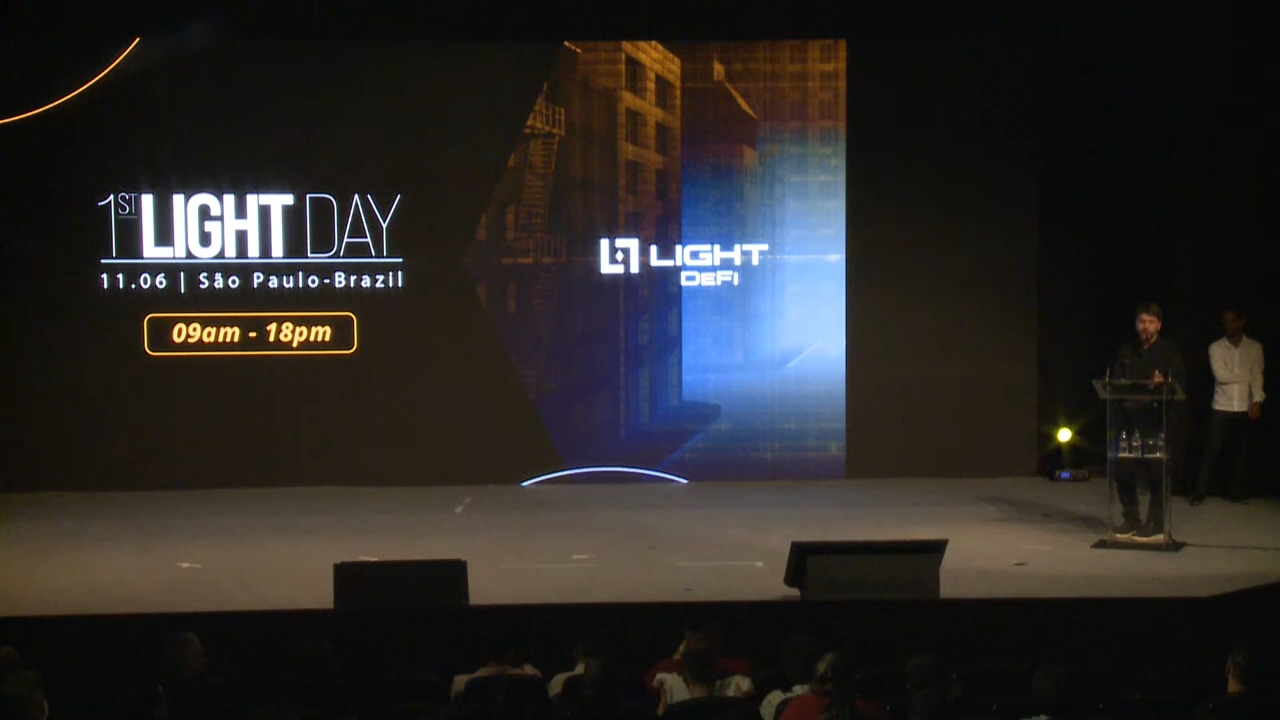 1ST LIGHT DAY
11.06 | São Paulo-Brazil
09am - 18pm
LIGHT
DeFi